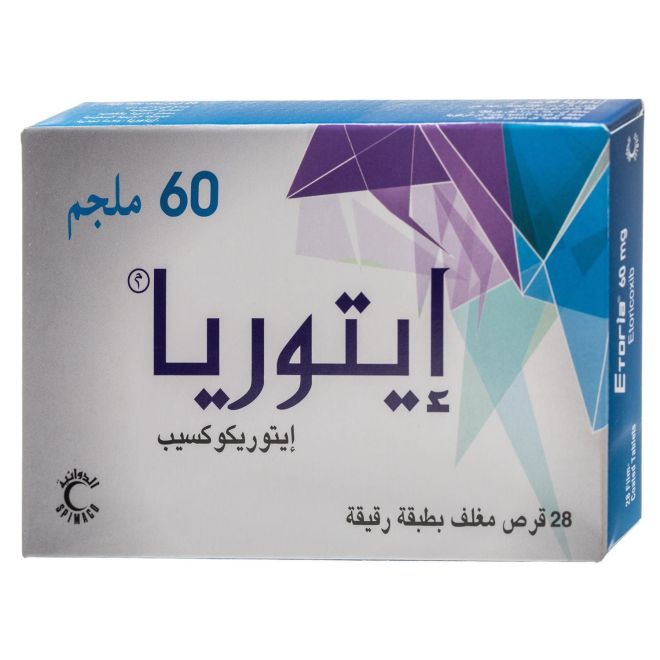 60 ملجم
إيتوريا
إيتوريكوكسيب
28 قرص مغلف بطبقة رقيقة
الدوائية
SPIMACO
Etoria® 60 mg
Etoricoxib
28 Film-
Coated Tablets